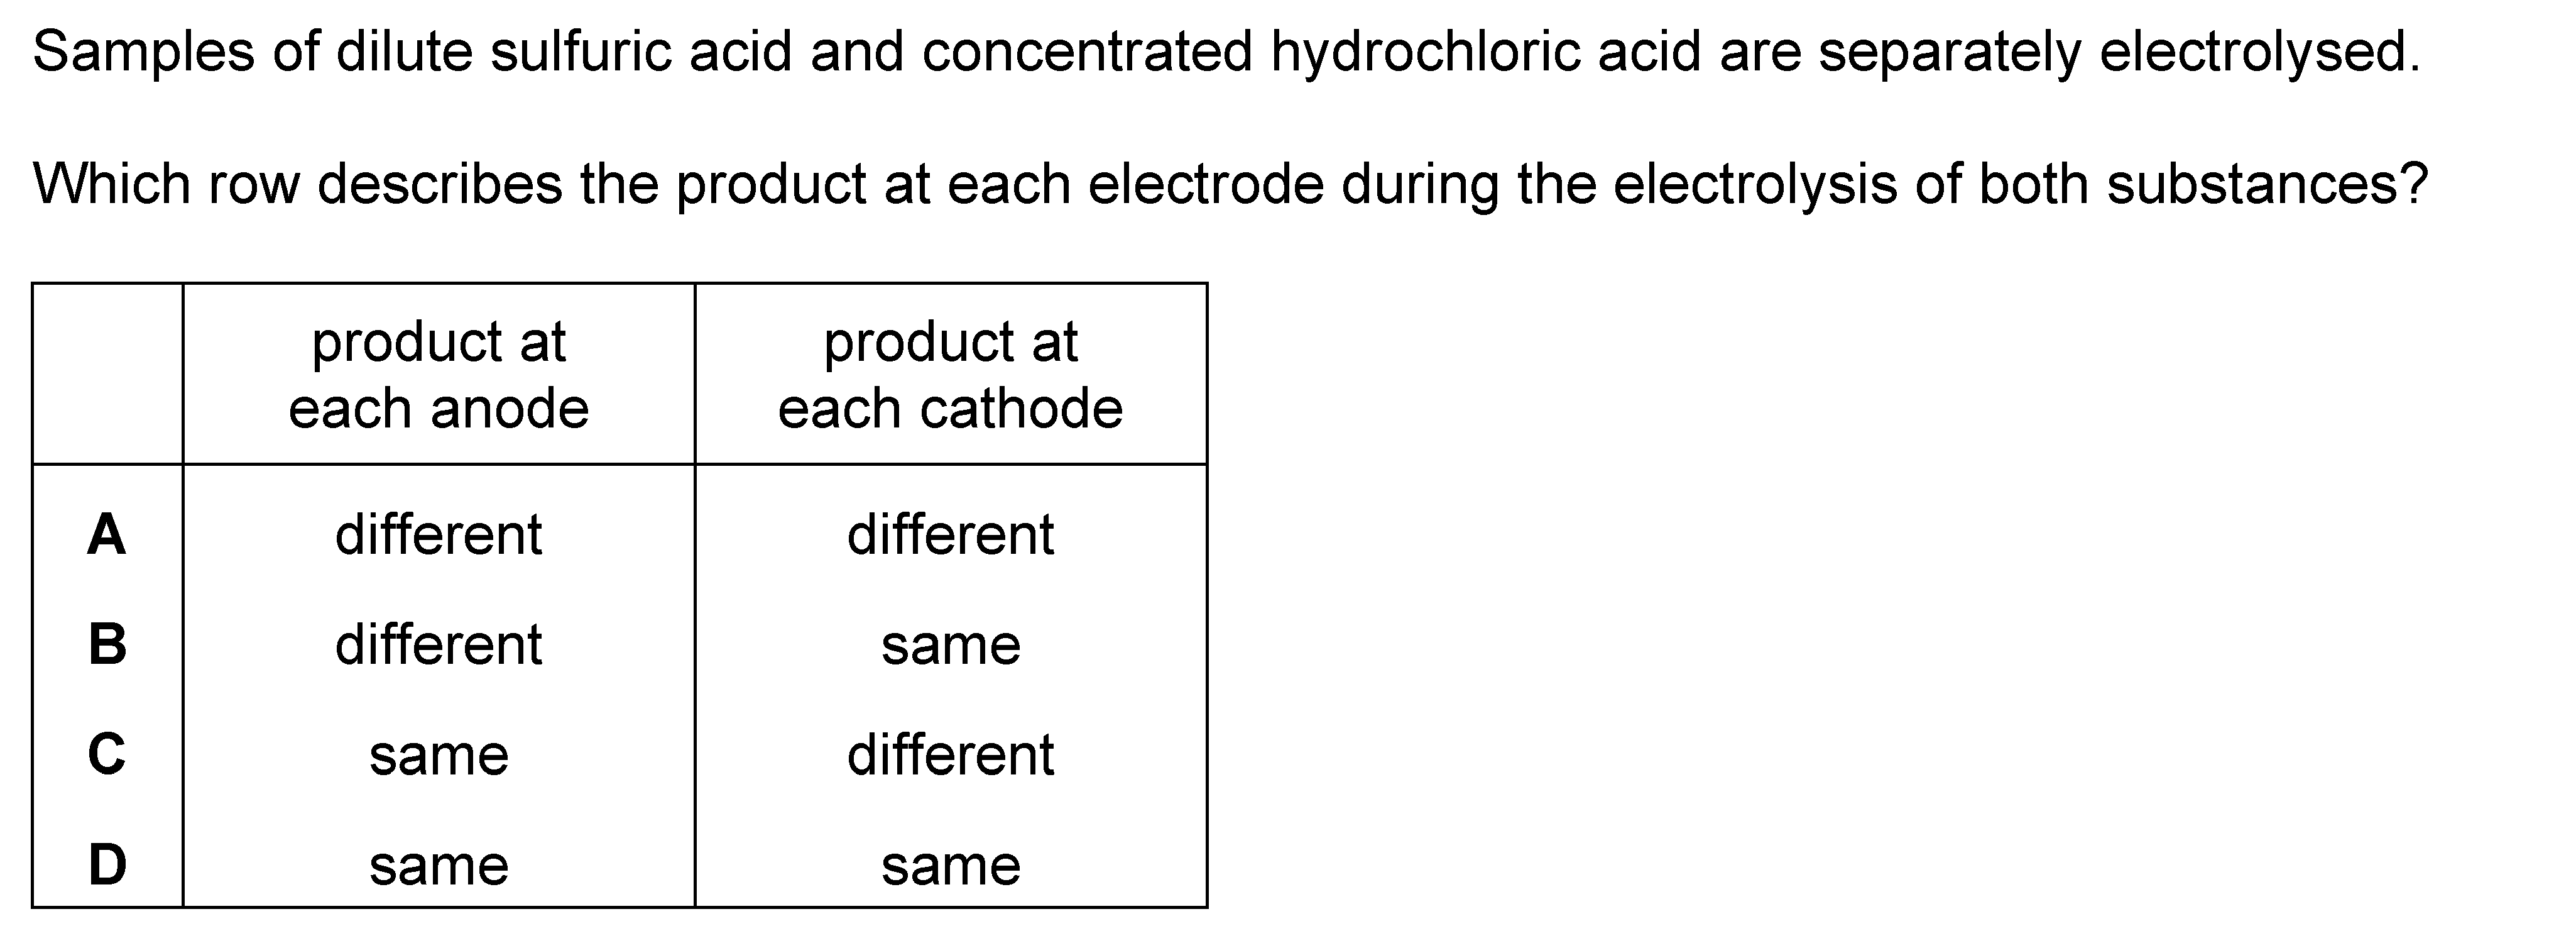 Samples of dilute sulfuric acid and concentrated hydrochloric acid are separately electrolysed.
Which row describes the product at each electrode during the electrolysis of both substances?
product at each anode product at each cathode
A different different
B different same
C same different
D same same